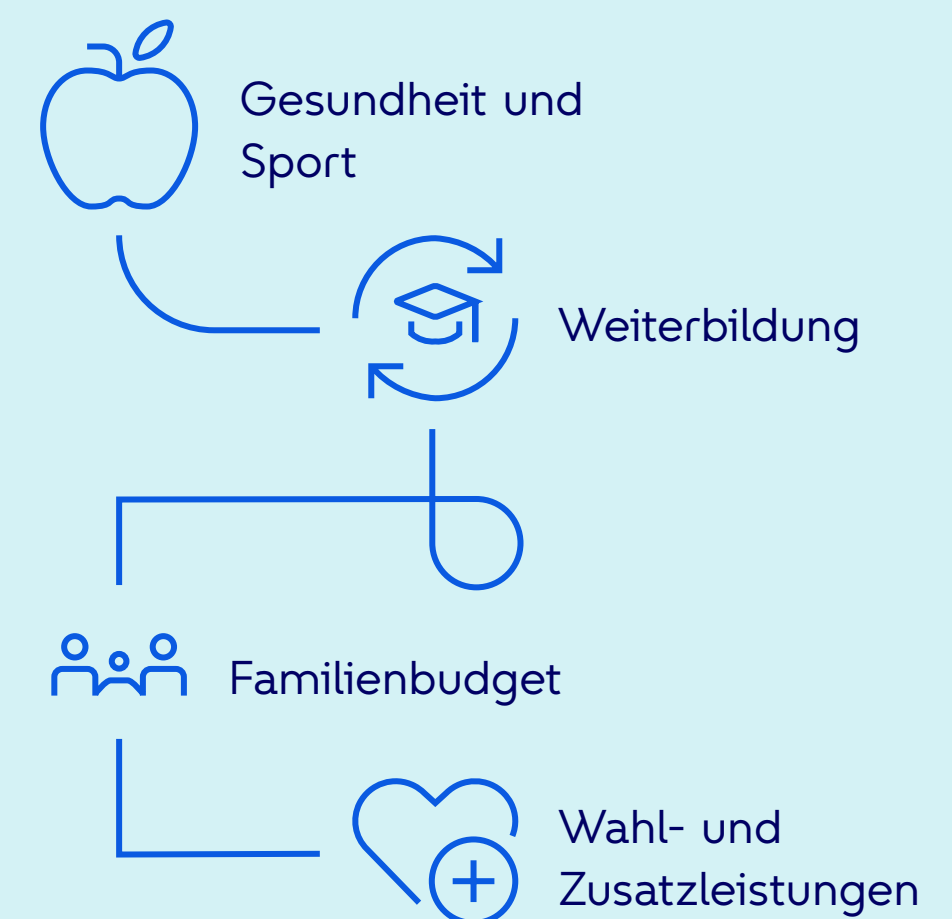 Gesundheit und
Sport
Weiterbildung
Familienbudget
Wahl- und
Zusatzleistungen